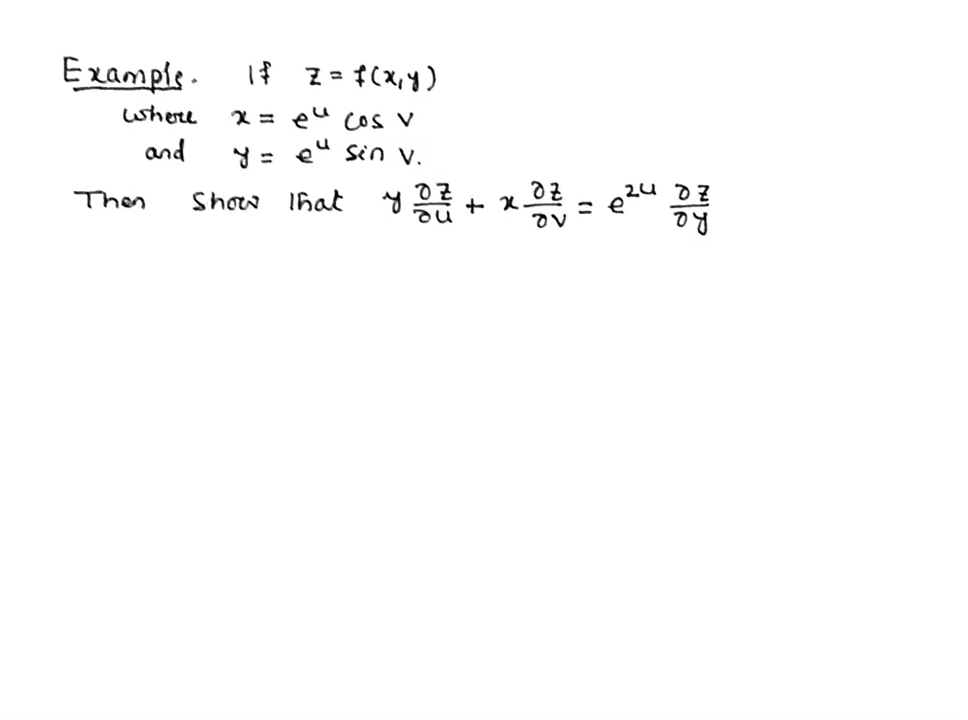 Example. If z = f(x,y)
where x = e^u cos v
and y = e^u sin v.
Then show that y ∂z/∂u + x ∂z/∂v = e^2u ∂z/∂y